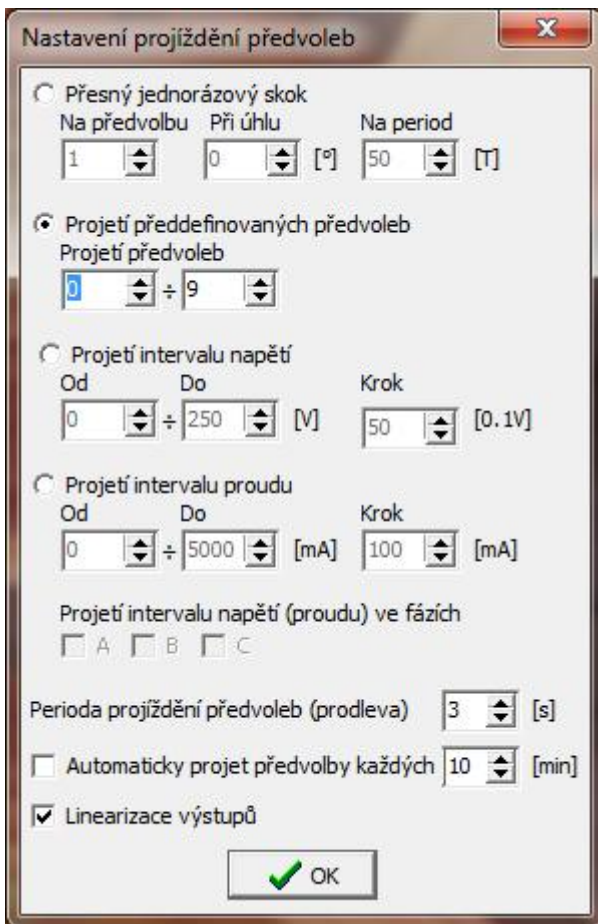 Nastavení projíždění předvoleb
Přesný jednorázový skok
Na předvolbu Při úhlu Na period
1 0 [°] 50 [T]
Projetí předdefinovaných předvoleb
Projetí předvoleb
0 ÷ 9
Projetí intervalu napětí
Od Do Krok
0 ÷ 250 [V] 50 [0.1V]
Projetí intervalu proudu
Od Do Krok
0 ÷ 5000 [mA] 100 [mA]
Projetí intervalu napětí (proudu) ve fázích
A B C
Perioda projíždění předvoleb (prodleva) 3 [s]
Automaticky projet předvolby každých 10 [min]
Linearizace výstupů
OK